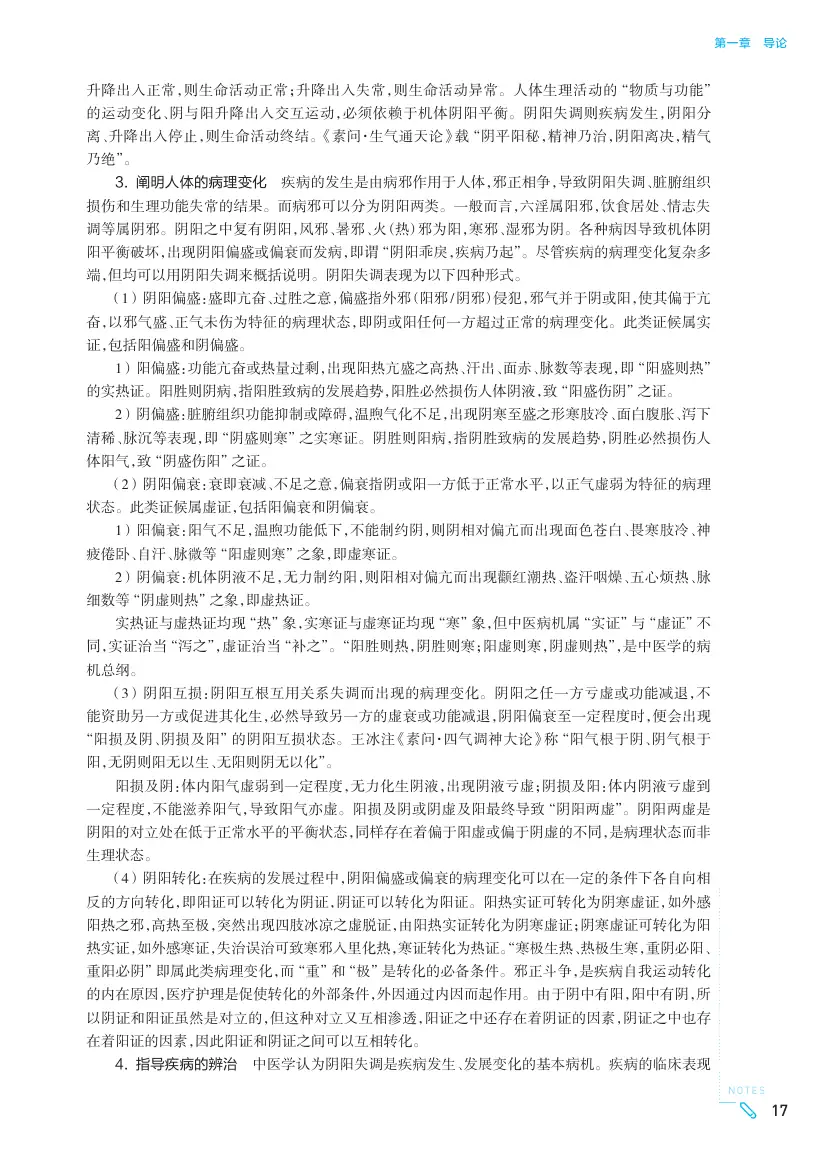 第一章　导论
升降出入正常,则生命活动正常;升降出入失常,则生命活动异常。人体生理活动的“物质与功能”
的运动变化、阴与阳升降出入交互运动,必须依赖于机体阴阳平衡。阴阳失调则疾病发生,阴阳分
离、升降出入停止,则生命活动终结。《素问·生气通天论》载“阴平阳秘,精神乃治,阴阳离决,精气
乃绝”。
3. 阐明人体的病理变化　疾病的发生是由病邪作用于人体,邪正相争,导致阴阳失调、脏腑组织
损伤和生理功能失常的结果。而病邪可以分为阴阳两类。一般而言,六淫属阳邪,饮食居处、情志失
调等属阴邪。阴阳之中复有阴阳,风邪、暑邪、火(热)邪为阳,寒邪、湿邪为阴。各种病因导致机体阴
阳平衡破坏,出现阴阳偏盛或偏衰而发病,即谓“阴阳乖戾,疾病乃起”。尽管疾病的病理变化复杂多
端,但均可以用阴阳失调来概括说明。阴阳失调表现为以下四种形式。
(1)阴阳偏盛:盛即亢奋、过胜之意,偏盛指外邪(阳邪/阴邪)侵犯,邪气并于阴或阳,使其偏于亢
奋,以邪气盛、正气未伤为特征的病理状态,即阴或阳任何一方超过正常的病理变化。此类证候属实
证,包括阳偏盛和阴偏盛。
1)阳偏盛:功能亢奋或热量过剩,出现阳热亢盛之高热、汗出、面赤、脉数等表现,即“阳盛则热”
的实热证。阳胜则阴病,指阳胜致病的发展趋势,阳胜必然损伤人体阴液,致“阳盛伤阴”之证。
2)阴偏盛:脏腑组织功能抑制或障碍,温煦气化不足,出现阴寒至盛之形寒肢冷、面白腹胀、泻下
清稀、脉沉等表现,即“阴盛则寒”之实寒证。阴胜则阳病,指阴胜致病的发展趋势,阴胜必然损伤人
体阳气,致“阴盛伤阳”之证。
(2)阴阳偏衰:衰即衰减、不足之意,偏衰指阴或阳一方低于正常水平,以正气虚弱为特征的病理
状态。此类证候属虚证,包括阳偏衰和阴偏衰。
1)阳偏衰:阳气不足,温煦功能低下,不能制约阴,则阴相对偏亢而出现面色苍白、畏寒肢冷、神
疲倦卧、自汗、脉微等“阳虚则寒”之象,即虚寒证。
2)阴偏衰:机体阴液不足,无力制约阳,则阳相对偏亢而出现颧红潮热、盗汗咽燥、五心烦热、脉
细数等“阴虚则热”之象,即虚热证。
实热证与虚热证均现“热”象,实寒证与虚寒证均现“寒”象,但中医病机属“实证”与“虚证”不
同,实证治当“泻之”,虚证治当“补之”。“阳胜则热,阴胜则寒;阳虚则寒,阴虚则热”,是中医学的病
机总纲。
(3)阴阳互损:阴阳互根互用关系失调而出现的病理变化。阴阳之任一方亏虚或功能减退,不
能资助另一方或促进其化生,必然导致另一方的虚衰或功能减退,阴阳偏衰至一定程度时,便会出现
“阳损及阴、阴损及阳”的阴阳互损状态。王冰注《素问·四气调神大论》称“阳气根于阴、阴气根于
阳,无阴则阳无以生、无阳则阴无以化”。
阳损及阴:体内阳气虚弱到一定程度,无力化生阴液,出现阴液亏虚;阴损及阳:体内阴液亏虚到
一定程度,不能滋养阳气,导致阳气亦虚。阳损及阴或阴虚及阳最终导致“阴阳两虚”。阴阳两虚是
阴阳的对立处在低于正常水平的平衡状态,同样存在着偏于阳虚或偏于阴虚的不同,是病理状态而非
生理状态。
(4)阴阳转化:在疾病的发展过程中,阴阳偏盛或偏衰的病理变化可以在一定的条件下各自向相
反的方向转化,即阳证可以转化为阴证,阴证可以转化为阳证。阳热实证可转化为阴寒虚证,如外感
阳热之邪,高热至极,突然出现四肢冰凉之虚脱证,由阳热实证转化为阴寒虚证;阴寒虚证可转化为阳
热实证,如外感寒证,失治误治可致寒邪入里化热,寒证转化为热证。“寒极生热、热极生寒,重阴必阳、
重阳必阴”即属此类病理变化,而“重”和“极”是转化的必备条件。邪正斗争,是疾病自我运动转化
的内在原因,医疗护理是促使转化的外部条件,外因通过内因而起作用。由于阴中有阳,阳中有阴,所
以阴证和阳证虽然是对立的,但这种对立又互相渗透,阳证之中还存在着阴证的因素,阴证之中也存
在着阳证的因素,因此阳证和阴证之间可以互相转化。
4. 指导疾病的辨治　中医学认为阴阳失调是疾病发生、发展变化的基本病机。疾病的临床表现
NOTES
17